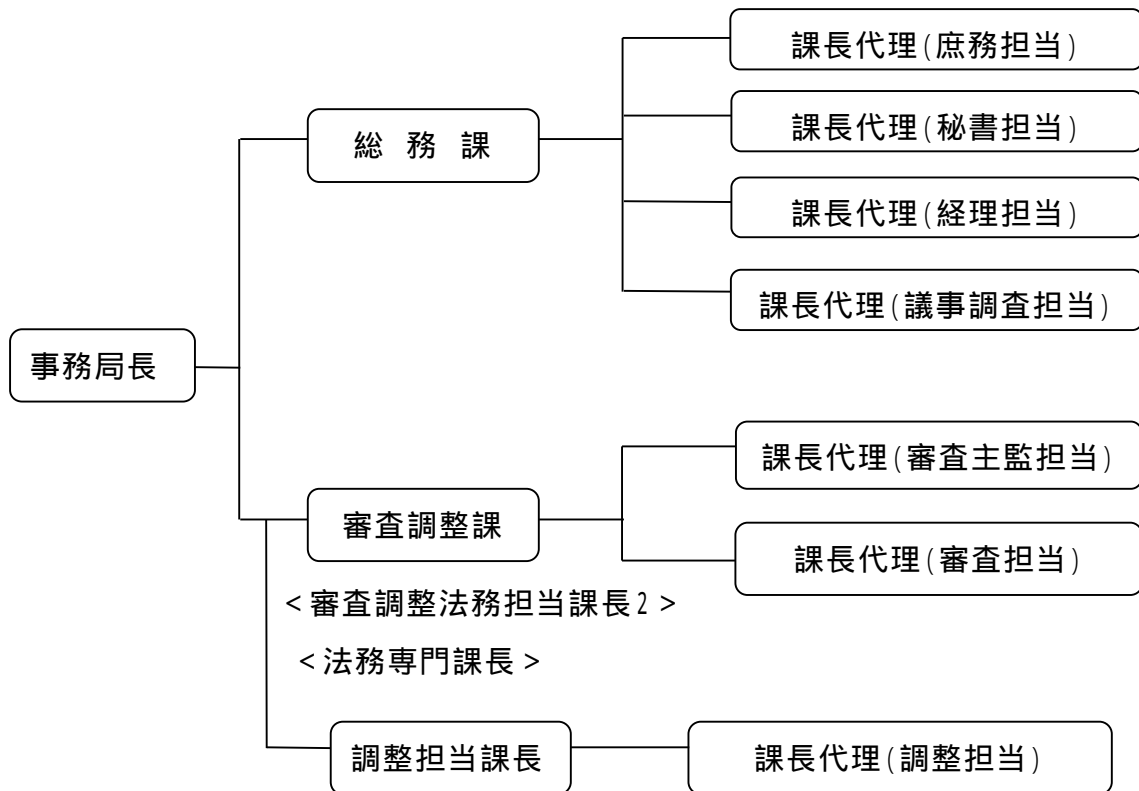 課長代理(庶務担当)
総 務 課
課長代理(秘書担当)
課長代理(経理担当)
課長代理(議事調査担当)
事務局長
課長代理(審査主監担当)
審査調整課
課長代理(審査担当)
<審査調整法務担当課長2>
<法務専門課長>
調整担当課長
課長代理(調整担当)